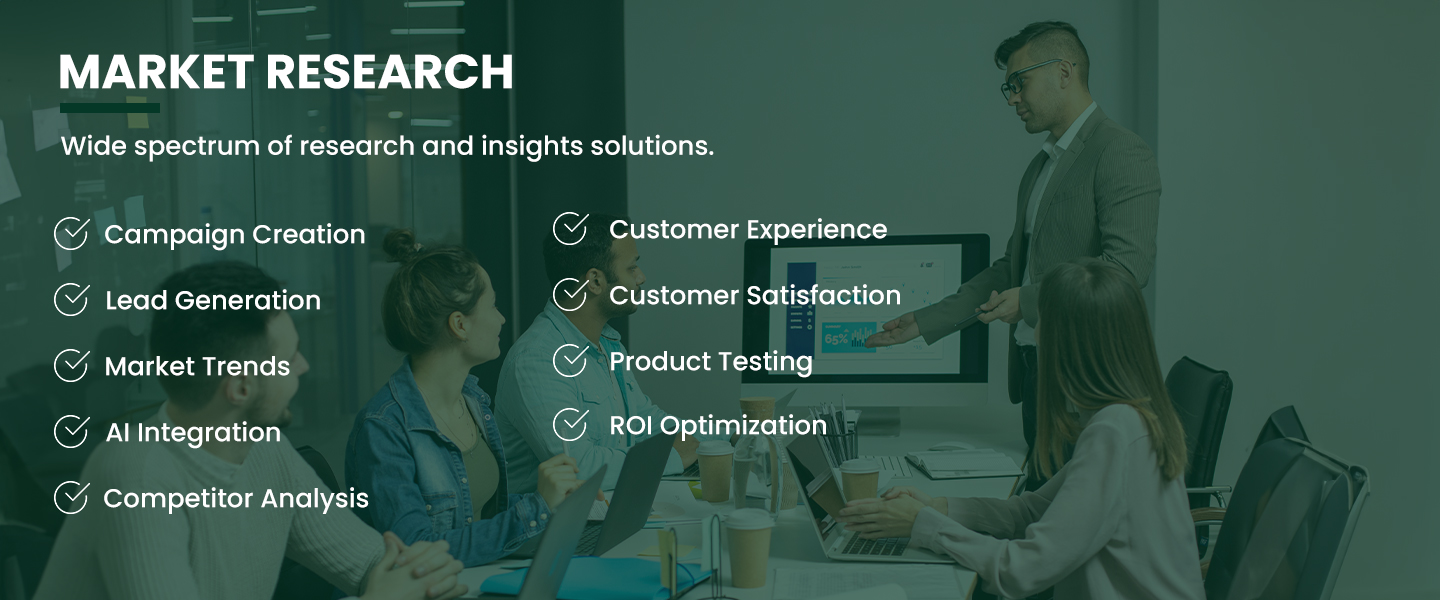 MARKET RESEARCH
Wide spectrum of research and insights solutions.
Campaign Creation
Lead Generation
Market Trends
AI Integration
Competitor Analysis
Customer Experience
Customer Satisfaction
Product Testing
ROI Optimization
65%